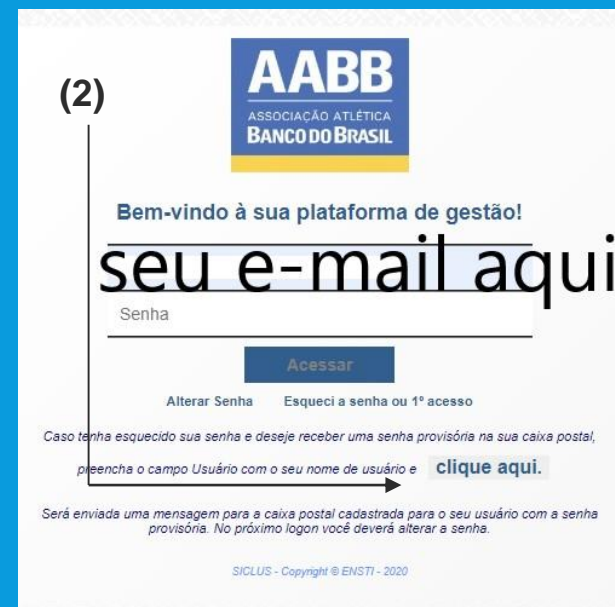 (2)
AABB
ASSOCIAÇÃO ATLÉTICA
BANCO DO BRASIL
Bem-vindo à sua plataforma de gestão!
seu e-mail aqui
Senha
Acessar
Alterar Senha Esqueci a senha ou 1º acesso
Caso tenha esquecido sua senha e deseje receber uma senha provisória na sua caixa postal,
preencha o campo Usuário com o seu nome de usuário e clique aqui.
Será enviada uma mensagem para a caixa postal cadastrada para o seu usuário com a senha
provisória. No próximo logon você deverá alterar a senha.
SICLUS - Copyright © ENSTI - 2020